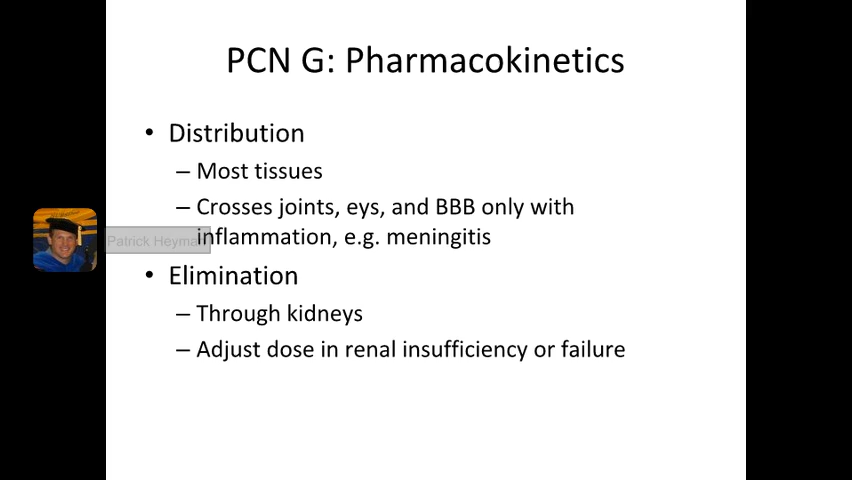 PCN G: Pharmacokinetics
• Distribution
– Most tissues
– Crosses joints, eys, and BBB only with
inflammation, e.g. meningitis
Patrick Heyman
• Elimination
– Through kidneys
– Adjust dose in renal insufficiency or failure